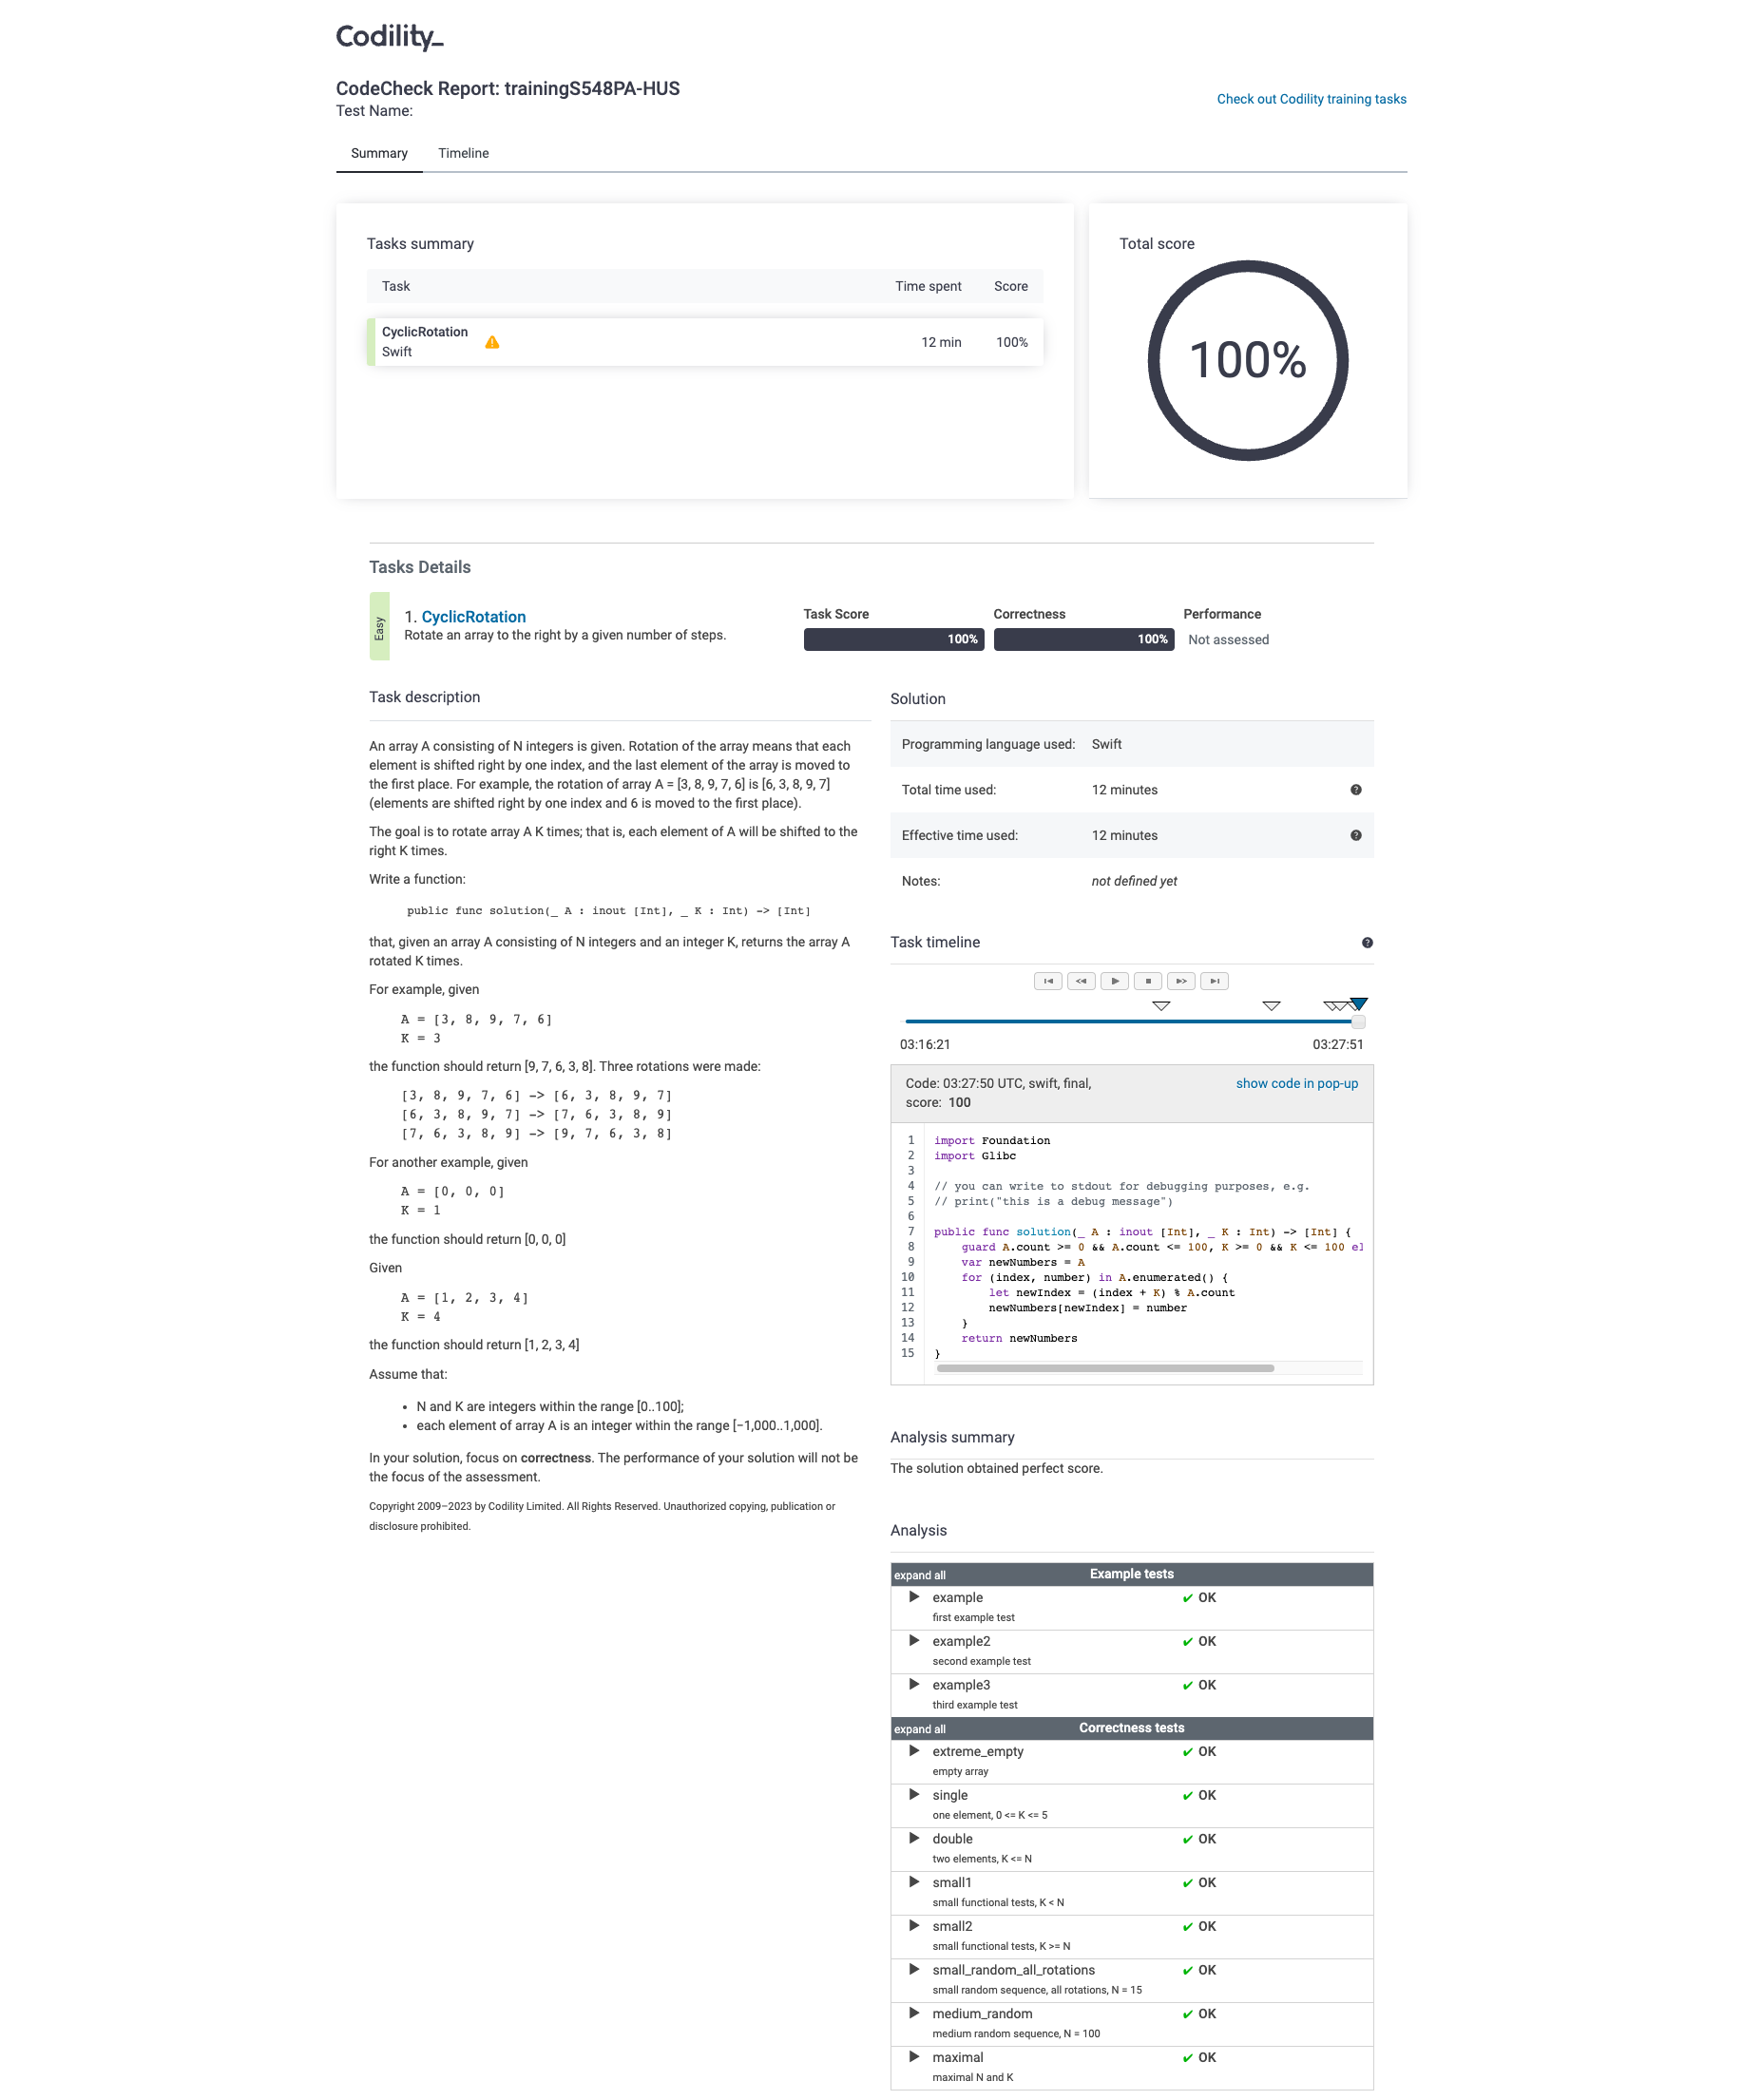 Codility_
CodeCheck Report: trainingS548PA-HUS
Test Name:
Check out Codility training tasks
Summary Timeline
Tasks summary
Task Time spent Score
CyclicRotation
Swift
12 min 100%
Total score
100%
Tasks Details
Easy
1. CyclicRotation
Rotate an array to the right by a given number of steps.
Task Score Correctness Performance
100% 100% Not assessed
Task description
An array A consisting of N integers is given. Rotation of the array means that each
element is shifted right by one index, and the last element of the array is moved to
the first place. For example, the rotation of array A = [3, 8, 9, 7, 6] is [6, 3, 8, 9, 7]
(elements are shifted right by one index and 6 is moved to the first place).
The goal is to rotate array A K times; that is, each element of A will be shifted to the
right K times.
Write a function:
public func solution(_ A : inout [Int], _ K : Int) -> [Int]
that, given an array A consisting of N integers and an integer K, returns the array A
rotated K times.
For example, given
A = [3, 8, 9, 7, 6]
K = 3
the function should return [9, 7, 6, 3, 8]. Three rotations were made:
[3, 8, 9, 7, 6] -> [6, 3, 8, 9, 7]
[6, 3, 8, 9, 7] -> [7, 6, 3, 8, 9]
[7, 6, 3, 8, 9] -> [9, 7, 6, 3, 8]
For another example, given
A = [0, 0, 0]
K = 1
the function should return [0, 0, 0]
Given
A = [1, 2, 3, 4]
K = 4
the function should return [1, 2, 3, 4]
Assume that:
• N and K are integers within the range [0..100];
• each element of array A is an integer within the range [−1,000..1,000].
In your solution, focus on correctness. The performance of your solution will not be
the focus of the assessment.
Copyright 2009–2023 by Codility Limited. All Rights Reserved. Unauthorized copying, publication or
disclosure prohibited.
Solution
Programming language used: Swift
Total time used: 12 minutes
Effective time used: 12 minutes
Notes: not defined yet
Task timeline
03:16:21 03:27:51
Code: 03:27:50 UTC, swift, final,
score: 100
show code in pop-up
1 import Foundation
2 import Glibc
3
4 // you can write to stdout for debugging purposes, e.g.
5 // print("this is a debug message")
6
7 public func solution(_ A : inout [Int], _ K : Int) -> [Int] {
8 guard A.count >= 0 && A.count <= 100, K >= 0 && K <= 100 el
9 var newNumbers = A
10 for (index, number) in A.enumerated() {
11 let newIndex = (index + K) % A.count
12 newNumbers[newIndex] = number
13 }
14 return newNumbers
15 }
Analysis summary
The solution obtained perfect score.
Analysis
expand all Example tests
example ✔ OK
first example test
example2 ✔ OK
second example test
example3 ✔ OK
third example test
expand all Correctness tests
extreme_empty ✔ OK
empty array
single ✔ OK
one element, 0 <= K <= 5
double ✔ OK
two elements, K <= N
small1 ✔ OK
small functional tests, K < N
small2 ✔ OK
small functional tests, K >= N
small_random_all_rotations ✔ OK
small random sequence, all rotations, N = 15
medium_random ✔ OK
medium random sequence, N = 100
maximal ✔ OK
maximal N and K